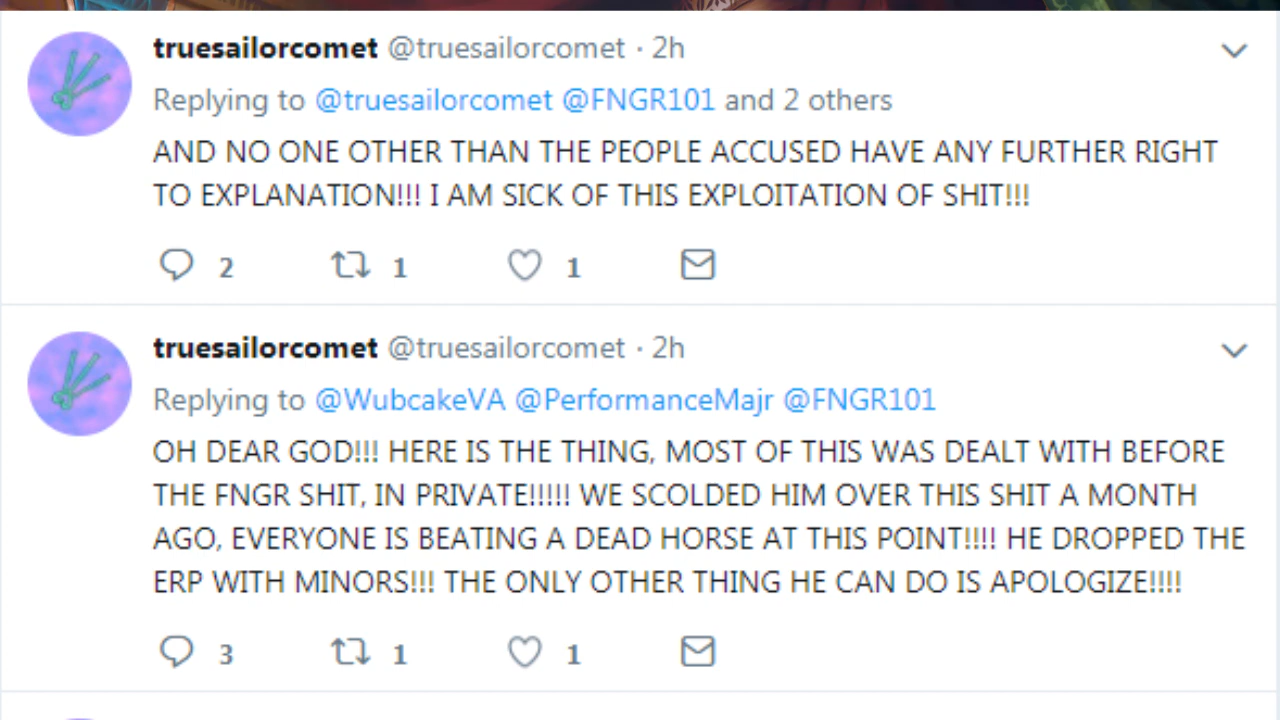 truesailorcomet @truesailorcomet · 2h
Replying to @truesailorcomet @FNGR101 and 2 others
AND NO ONE OTHER THAN THE PEOPLE ACCUSED HAVE ANY FURTHER RIGHT
TO EXPLANATION!!! I AM SICK OF THIS EXPLOITATION OF SHIT!!!
2 1 1
truesailorcomet @truesailorcomet · 2h
Replying to @WubcakeVA @PerformanceMajr @FNGR101
OH DEAR GOD!!! HERE IS THE THING, MOST OF THIS WAS DEALT WITH BEFORE
THE FNGR SHIT, IN PRIVATE!!!!! WE SCOLDED HIM OVER THIS SHIT A MONTH
AGO, EVERYONE IS BEATING A DEAD HORSE AT THIS POINT!!!! HE DROPPED THE
ERP WITH MINORS!!! THE ONLY OTHER THING HE CAN DO IS APOLOGIZE!!!!
3 1 1